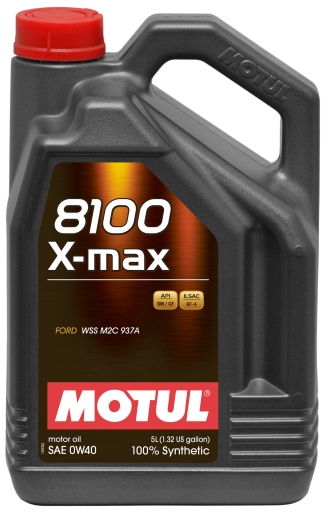 MOTUL
8100
X-max
API
SM / CF
ILSAC
GF-4
FORD WSS M2C 937A
MOTUL®
motor oil
SAE 0W40
5L (1.32 US gallon)
100% Synthetic